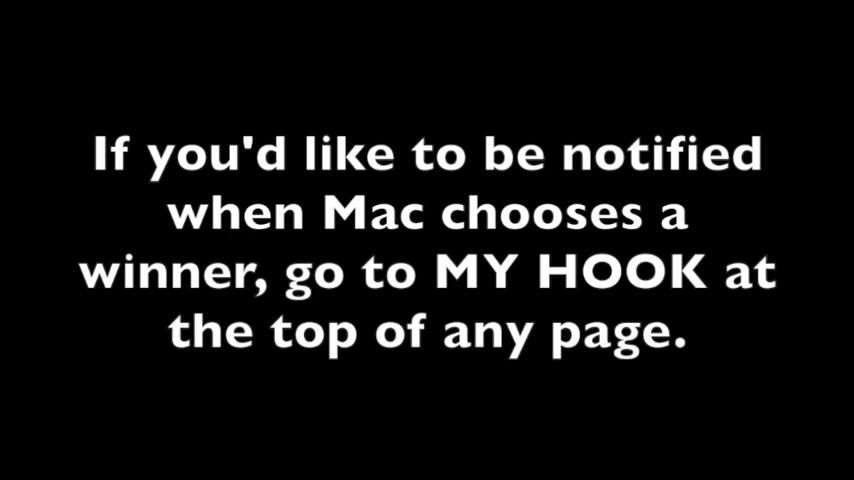 If you'd like to be notified
when Mac chooses a
winner, go to MY HOOK at
the top of any page.